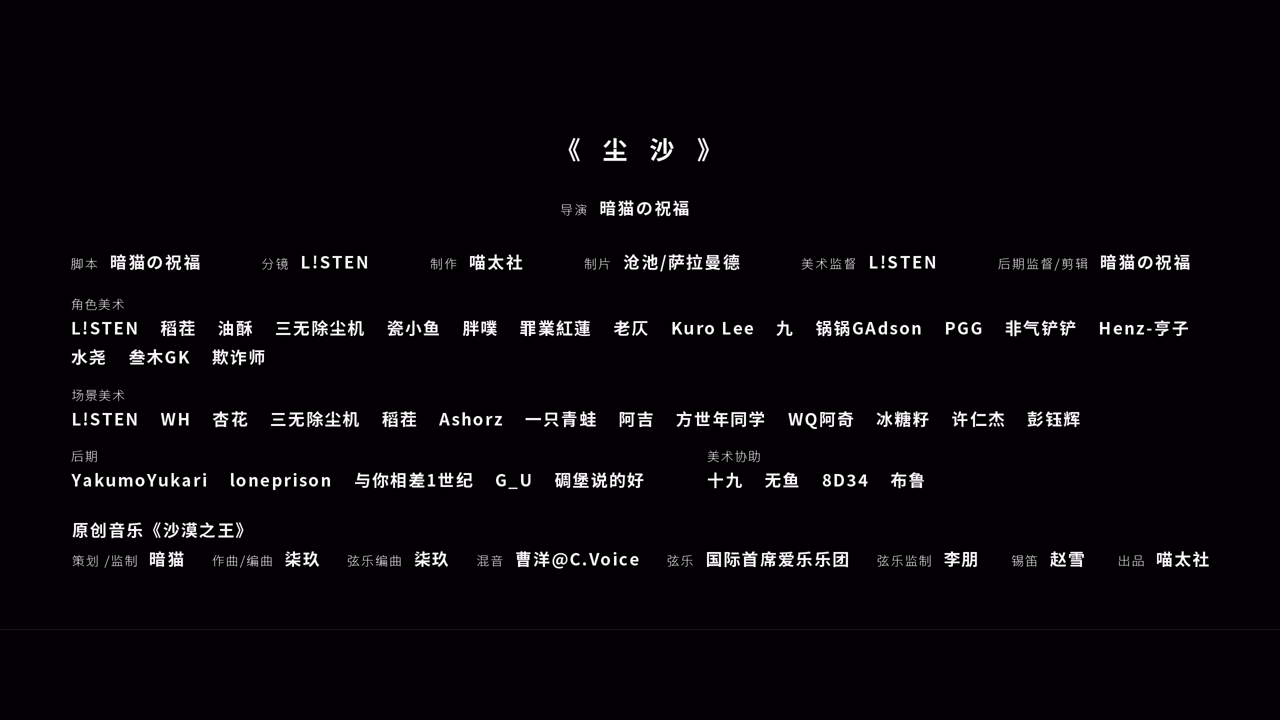 《 尘 沙 》
导演 暗猫の祝福
脚本 暗猫の祝福 分镜 L!STEN 制作 喵太社 制片 沧池/萨拉曼德 美术监督 L!STEN 后期监督/剪辑 暗猫の祝福
角色美术
L!STEN 稻茬 油酥 三无除尘机 瓷小鱼 胖噗 罪業紅蓮 老仄 Kuro Lee 九 锅锅GAdson PGG 非气铲铲 Henz-亨子
水尧 叁木GK 欺诈师
场景美术
L!STEN WH 杏花 三无除尘机 稻茬 Ashorz 一只青蛙 阿吉 方世年同学 WQ阿奇 冰糖籽 许仁杰 彭钰辉
后期 美术协助
YakumoYukari loneprison 与你相差1世纪 G_U 碉堡说的好 十九 无鱼 8D34 布鲁
原创音乐《沙漠之王》
策划 /监制 暗猫 作曲/编曲 柒玖 弦乐编曲 柒玖 混音 曹洋@C.Voice 弦乐 国际首席爱乐乐团 弦乐监制 李朋 锡笛 赵雪 出品 喵太社